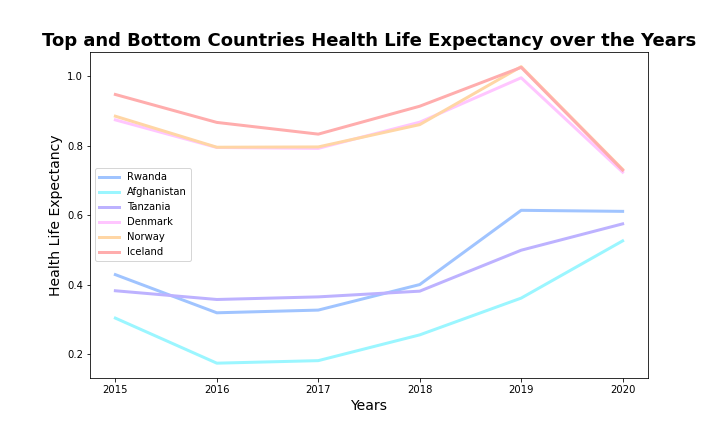 Top and Bottom Countries Health Life Expectancy over the Years
Health Life Expectancy
1.0
0.8
0.6
0.4
0.2
Rwanda
Afghanistan
Tanzania
Denmark
Norway
Iceland
2015 2016 2017 2018 2019 2020
Years